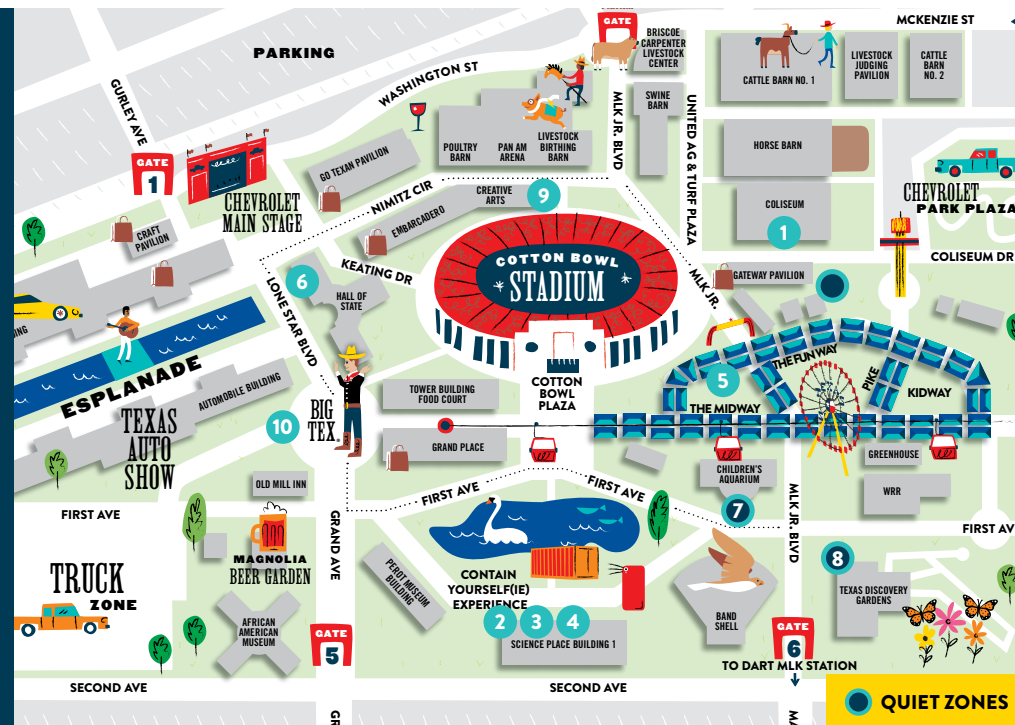 MCKENZIE ST
GATE
BRISCOE
CARPENTER
LIVESTOCK
CENTER
CATTLE BARN NO. 1
LIVESTOCK
JUDGING
PAVILION
CATTLE
BARN
NO. 2
PARKING
WASHINGTON ST
GURLEY AVE
SWINE
BARN
MLK JR. BLVD
UNITED AG & TURF PLAZA
HORSE BARN
POULTRY
BARN
PAN AM
ARENA
LIVESTOCK
BIRTHING
BARN
GATE
1
GO TEXAN PAVILION
CHEVROLET
MAIN STAGE
NIMITZ CIR
CREATIVE
ARTS
9
EMBARCADERO
CHEVROLET
PARK PLAZA
COLISEUM
1
CRAFT
PAVILION
COTTON BOWL
STADIUM
KEATING DR
COLISEUM DR
6
HALL OF
STATE
LONE STAR BLVD
MLK JR.
GATEWAY PAVILION
ING
ESPLANADE
THE FUNWAY
5
PIKE
KIDWAY
THE MIDWAY
AUTOMOBILE BUILDING
TOWER BUILDING
FOOD COURT
COTTON
BOWL
PLAZA
TEXAS
AUTO
SHOW
10
BIG
TEX.
GRAND PLACE
GREENHOUSE
CHILDREN'S
AQUARIUM
WRR
7
OLD MILL INN
FIRST AVE
FIRST AVE
FIRST AVE
FIRST AV
GRAND AVE
MLK JR. BLVD
MAGNOLIA
BEER GARDEN
PEROT MUSEUM
BUILDING
CONTAIN
YOURSELF(IE)
EXPERIENCE
8
TEXAS DISCOVERY
GARDENS
TRUCK
ZONE
2
3
4
SCIENCE PLACE BUILDING 1
BAND
SHELL
AFRICAN
AMERICAN
MUSEUM
GATE
5
GATE
6
TO DART MLK STATION
SECOND AVE
SECOND AVE
QUIET ZONES
GR
M